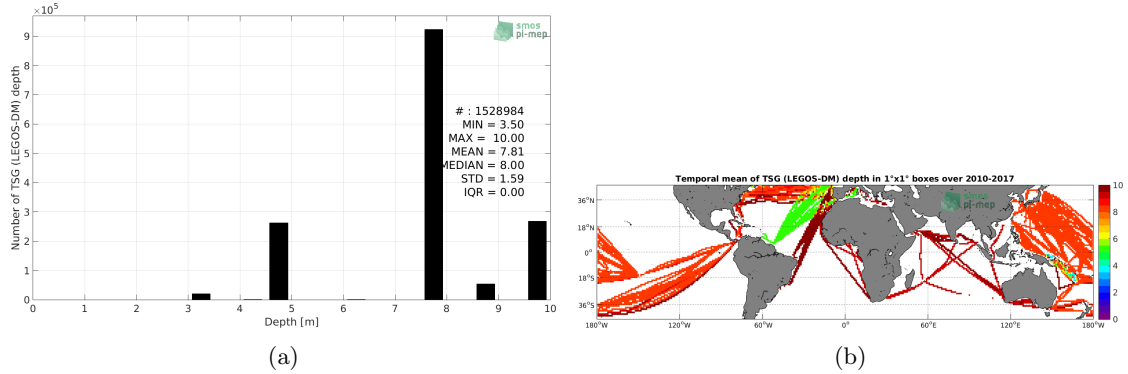 ×10^5
smos
pi-mep
9
8
7
6
5
4
3
2
1
0
Number of TSG (LEGOS-DM) depth
# : 1528984
MIN = 3.50
MAX = 10.00
MEAN = 7.81
MEDIAN = 8.00
STD = 1.59
IQR = 0.00
0 1 2 3 4 5 6 7 8 9 10
Depth [m]
(a)
Temporal mean of TSG (LEGOS-DM) depth in 1°x1° boxes over 2010-2017
smos
pi-mep
36°N
18°N
0°
18°S
36°S
180°W 120°W 60°W 0° 60°E 120°E 180°W
10
8
6
4
2
0
(b)